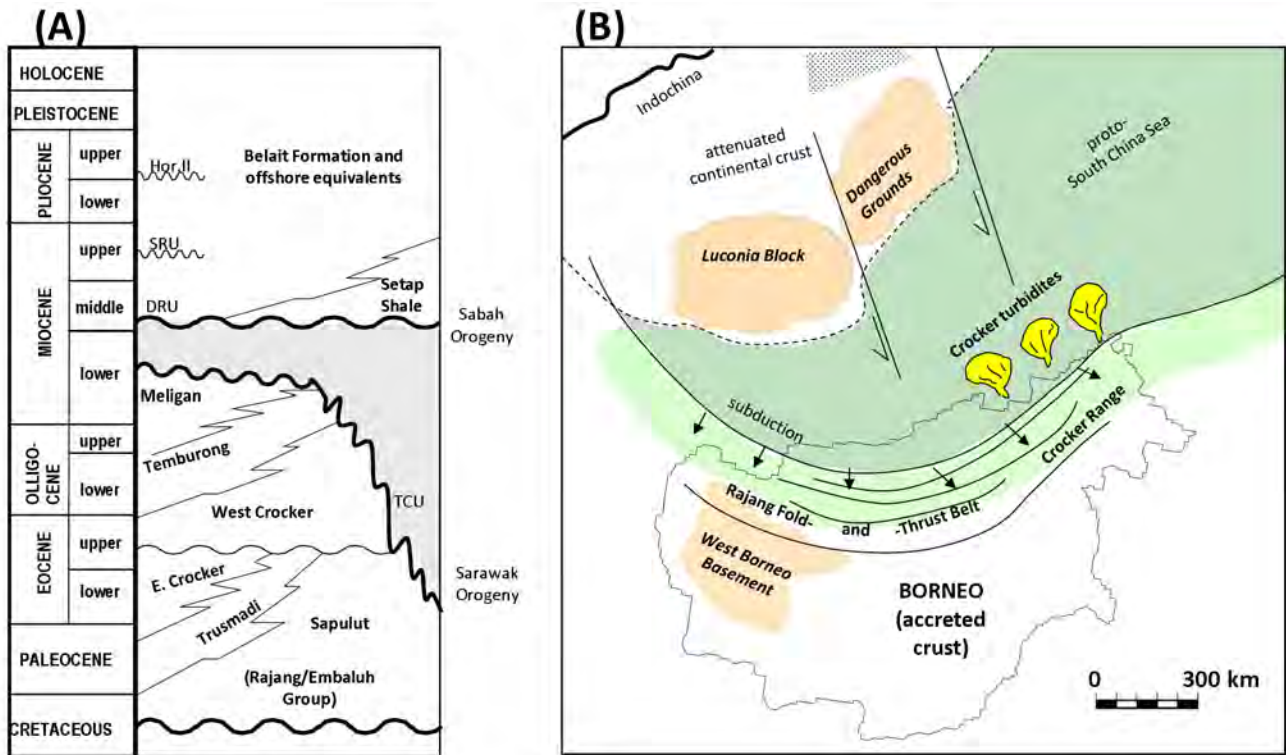 (A)
HOLOCENE
PLEISTOCENE
PLIOCENE
upper
lower
MIOCENE
upper
middle
lower
OLLIGO-
CENE
upper
lower
EOCENE
upper
lower
PALEOCENE
CRETACEOUS
Hor.II
Belait Formation and
offshore equivalents
SRU
Setap
Shale
DRU
Sabah
Orogeny
Meligan
Temburong
West Crocker
TCU
E. Crocker
Trusmadi
Sapulut
Sarawak
Orogeny
(Rajang/Embaluh
Group)
(B)
Indochina
attenuated
continental crust
Dangerous
Grounds
proto-
South China Sea
Luconia Block
Crocker turbidites
subduction
Crocker Range
Rajang Fold- and -Thrust Belt
West Borneo
Basement
BORNEO
(accreted
crust)
0 300 km